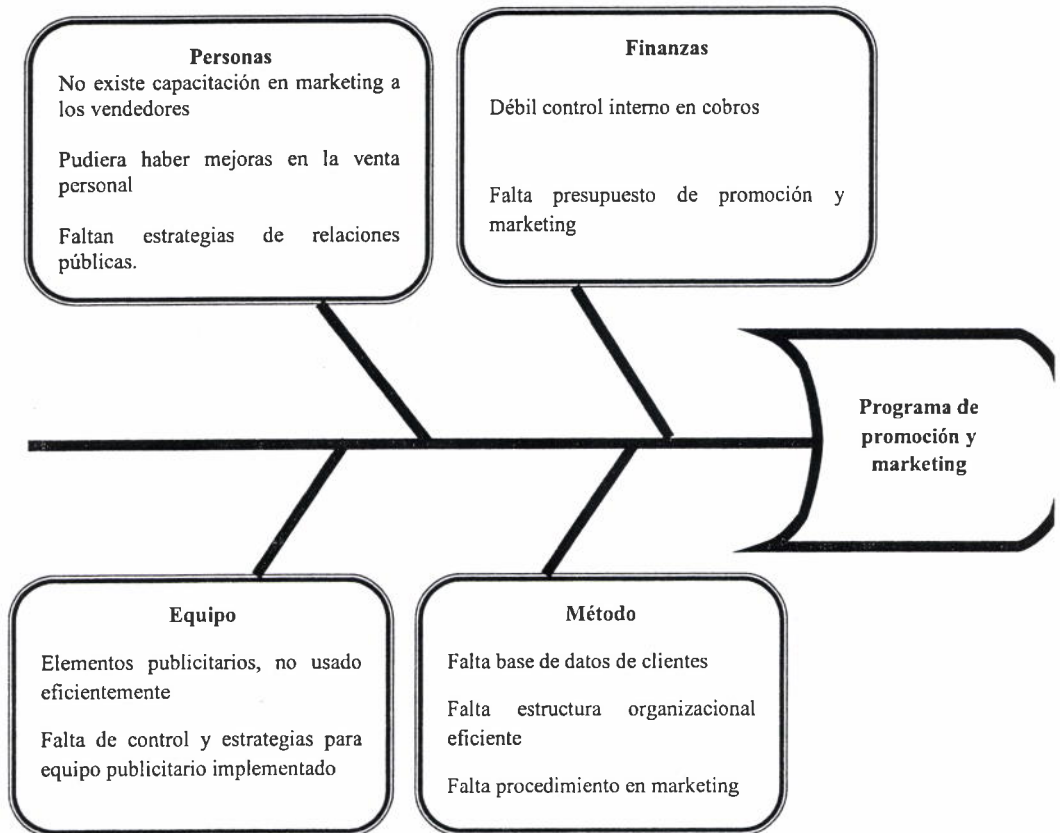 Personas
No existe capacitación en marketing a
los vendedores
Pudiera haber mejoras en la venta
personal
Faltan estrategias de relaciones
públicas.
Finanzas
Débil control interno en cobros
Falta presupuesto de promoción y
marketing
Programa de
promoción y
marketing
Equipo
Elementos publicitarios, no usado
eficientemente
Falta de control y estrategias para
equipo publicitario implementado
Método
Falta base de datos de clientes
Falta estructura organizacional
eficiente
Falta procedimiento en marketing